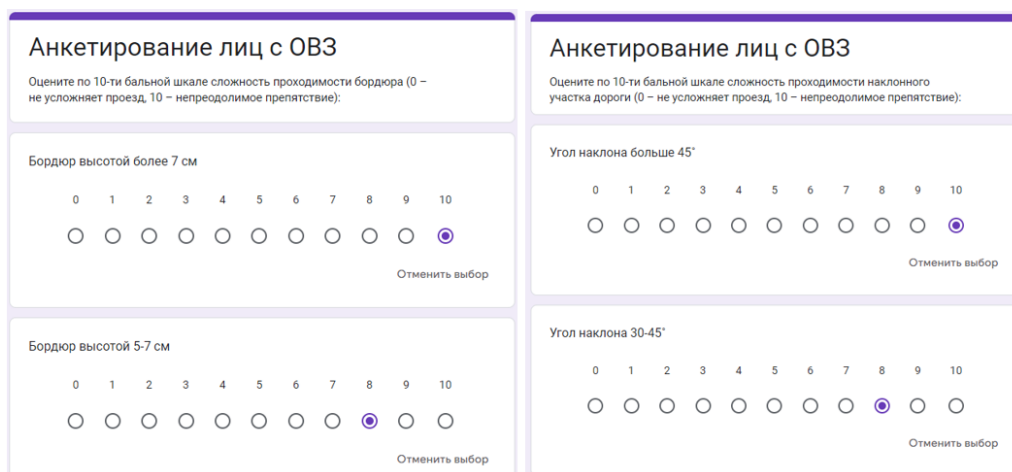 Анкетирование лиц с ОВЗ
Оцените по 10-ти бальной шкале сложность проходимости бордюра (0 –
не усложняет проезд, 10 – непреодолимое препятствие):
Бордюр высотой более 7 см
0 1 2 3 4 5 6 7 8 9 10
Отменить выбор
Бордюр высотой 5-7 см
0 1 2 3 4 5 6 7 8 9 10
Отменить выбор
Анкетирование лиц с ОВЗ
Оцените по 10-ти бальной шкале сложность проходимости наклонного
участка дороги (0 – не усложняет проезд, 10 – непреодолимое препятствие):
Угол наклона больше 45˚
0 1 2 3 4 5 6 7 8 9 10
Отменить выбор
Угол наклона 30-45˚
0 1 2 3 4 5 6 7 8 9 10
Отменить выбор